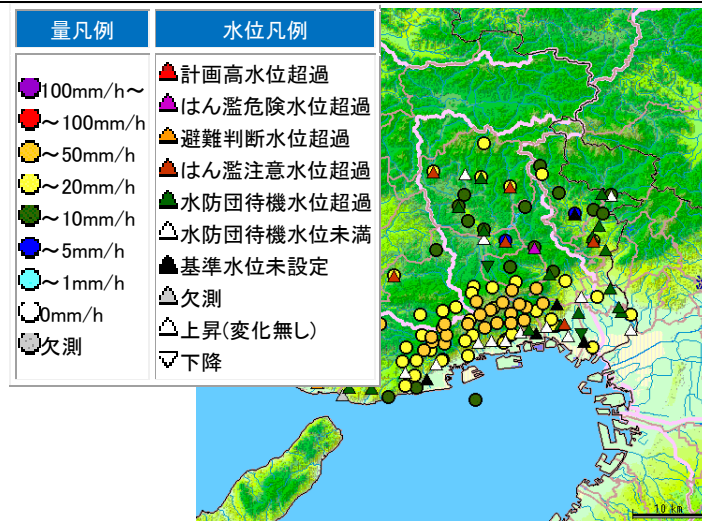 量凡例
100mm/h~
~100mm/h
~50mm/h
~20mm/h
~10mm/h
~5mm/h
~1mm/h
0mm/h
欠測
水位凡例
計画高水位超過
はん濫危険水位超過
避難判断水位超過
はん濫注意水位超過
水防団待機水位超過
水防団待機水位未満
基準水位未設定
欠測
上昇(変化無し)
下降
10 km